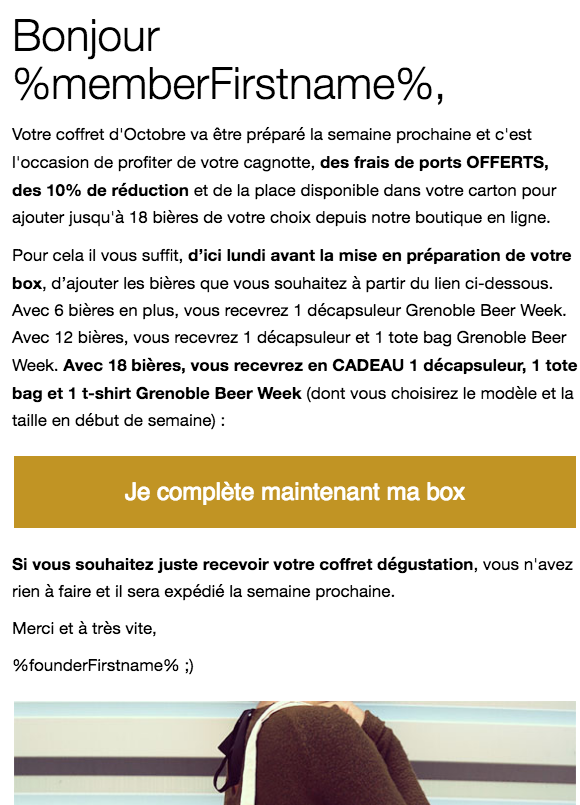 Bonjour
%memberFirstname%,
Votre coffret d'Octobre va être préparé la semaine prochaine et c'est
l'occasion de profiter de votre cagnotte, des frais de ports OFFERTS,
des 10% de réduction et de la place disponible dans votre carton pour
ajouter jusqu'à 18 bières de votre choix depuis notre boutique en ligne.
Pour cela il vous suffit, d’ici lundi avant la mise en préparation de votre
box, d’ajouter les bières que vous souhaitez à partir du lien ci-dessous.
Avec 6 bières en plus, vous recevrez 1 décapsuleur Grenoble Beer Week.
Avec 12 bières, vous recevrez 1 décapsuleur et 1 tote bag Grenoble Beer
Week. Avec 18 bières, vous recevrez en CADEAU 1 décapsuleur, 1 tote
bag et 1 t-shirt Grenoble Beer Week (dont vous choisirez le modèle et la
taille en début de semaine) :
Je complète maintenant ma box
Si vous souhaitez juste recevoir votre coffret dégustation, vous n'avez
rien à faire et il sera expédié la semaine prochaine.
Merci et à très vite,
%founderFirstname% ;)